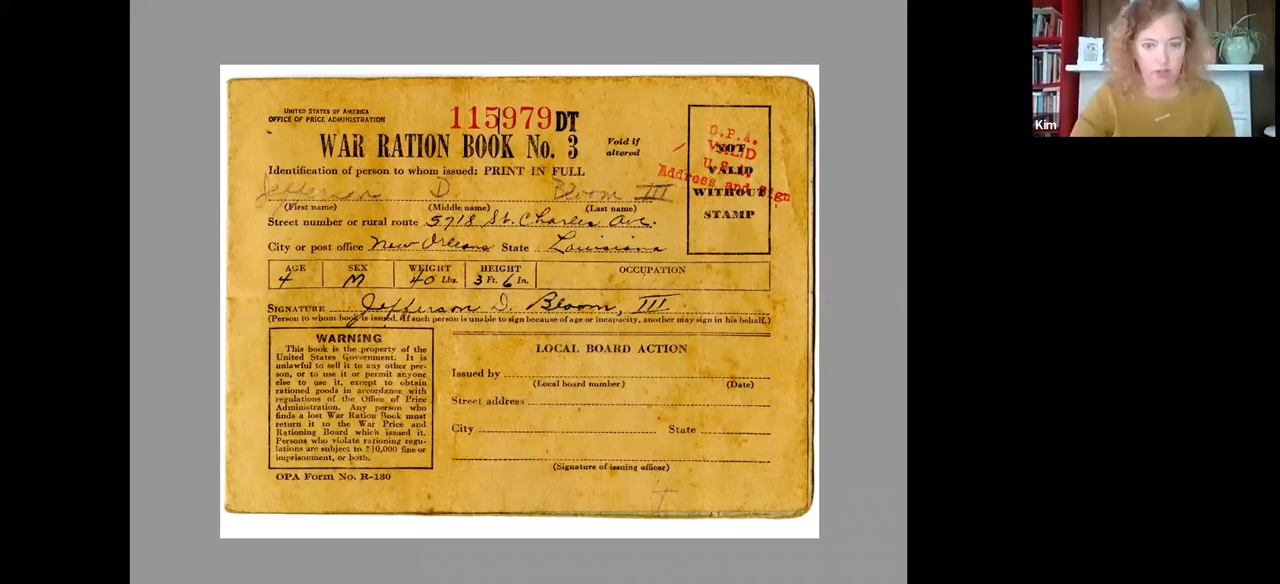 UNITED STATES OF AMERICA
OFFICE OF PRICE ADMINISTRATION
115979 DT
WAR RATION BOOK No. 3
Void if
altered
Identification of person to whom issued: PRINT IN FULL
Jefferson D Bloom III
(First name) (Middle name) (Last name)
Street number or rural route 5718 St. Charles Ave.
City or post office New Orleans State Louisiana
AGE SEX WEIGHT HEIGHT OCCUPATION
4 M 40 Lbs. 3 Ft. 6 In.
SIGNATURE Jefferson D. Bloom, III
(Person to whom book is issued. If such person is unable to sign because of age or incapacity, another may sign in his behalf.)
O.P.A.
VALID
U.S.
Address and Sign
NOT
VALID
WITHOUT
STAMP
WARNING
This book is the property of the
United States Government. It is
unlawful to sell it to any other per-
son, or to use it or permit anyone
else to use it, except to obtain
rationed goods in accordance with
regulations of the Office of Price
Administration. Any person who
finds a lost War Ration Book must
return it to the War Price and
Rationing Board which issued it.
Persons who violate rationing regu-
lations are subject to $10,000 fine or
imprisonment, or both.
OPA Form No. R-130
LOCAL BOARD ACTION
Issued by
(Local board number) (Date)
Street address
City State
(Signature of issuing officer)
Kim